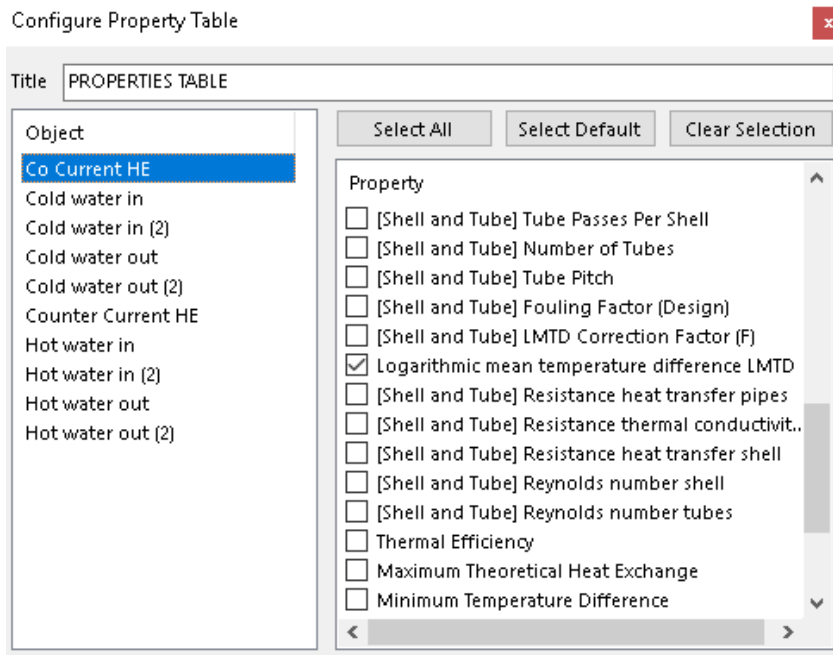 Configure Property Table
x
Title PROPERTIES TABLE
Object
Co Current HE
Cold water in
Cold water in (2)
Cold water out
Cold water out (2)
Counter Current HE
Hot water in
Hot water in (2)
Hot water out
Hot water out (2)
Select All Select Default Clear Selection
Property
[Shell and Tube] Tube Passes Per Shell
[Shell and Tube] Number of Tubes
[Shell and Tube] Tube Pitch
[Shell and Tube] Fouling Factor (Design)
[Shell and Tube] LMTD Correction Factor (F)
Logarithmic mean temperature difference LMTD
[Shell and Tube] Resistance heat transfer pipes
[Shell and Tube] Resistance thermal conductivit..
[Shell and Tube] Resistance heat transfer shell
[Shell and Tube] Reynolds number shell
[Shell and Tube] Reynolds number tubes
Thermal Efficiency
Maximum Theoretical Heat Exchange
Minimum Temperature Difference